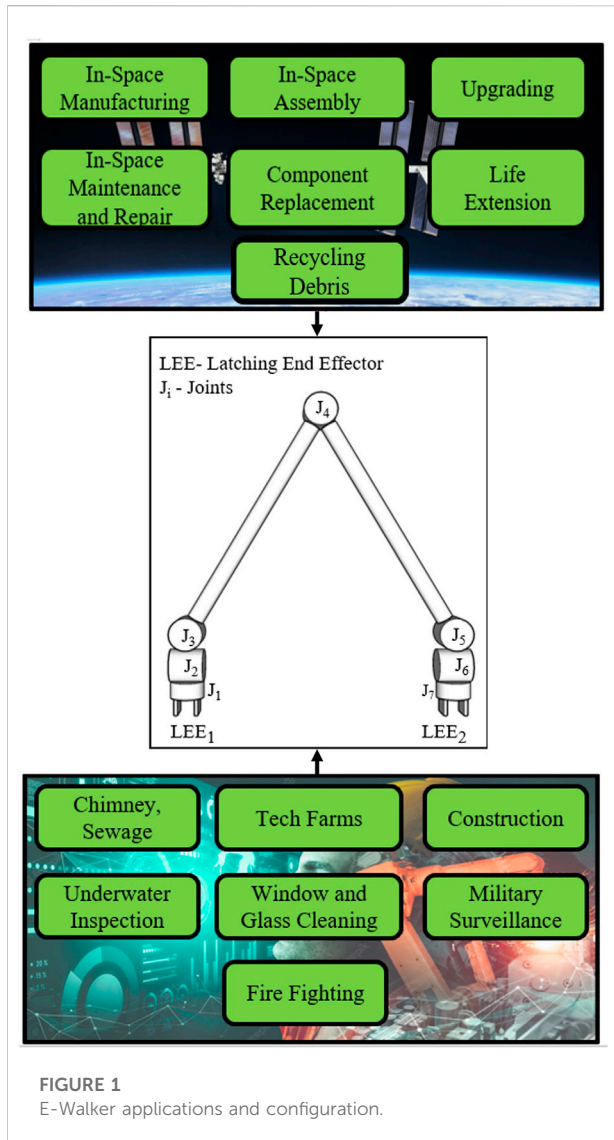 In-Space
Manufacturing
In-Space
Assembly
Upgrading
In-Space
Maintenance
and Repair
Component
Replacement
Life
Extension
Recycling
Debris
LEE- Latching End Effector
Jᵢ - Joints
J₄
J₃
J₅
J₂
J₆
J₁
J₇
LEE₁
LEE₂
Chimney,
Sewage
Tech Farms
Construction
Underwater
Inspection
Window and
Glass Cleaning
Military
Surveillance
Fire Fighting
FIGURE 1
E-Walker applications and configuration.